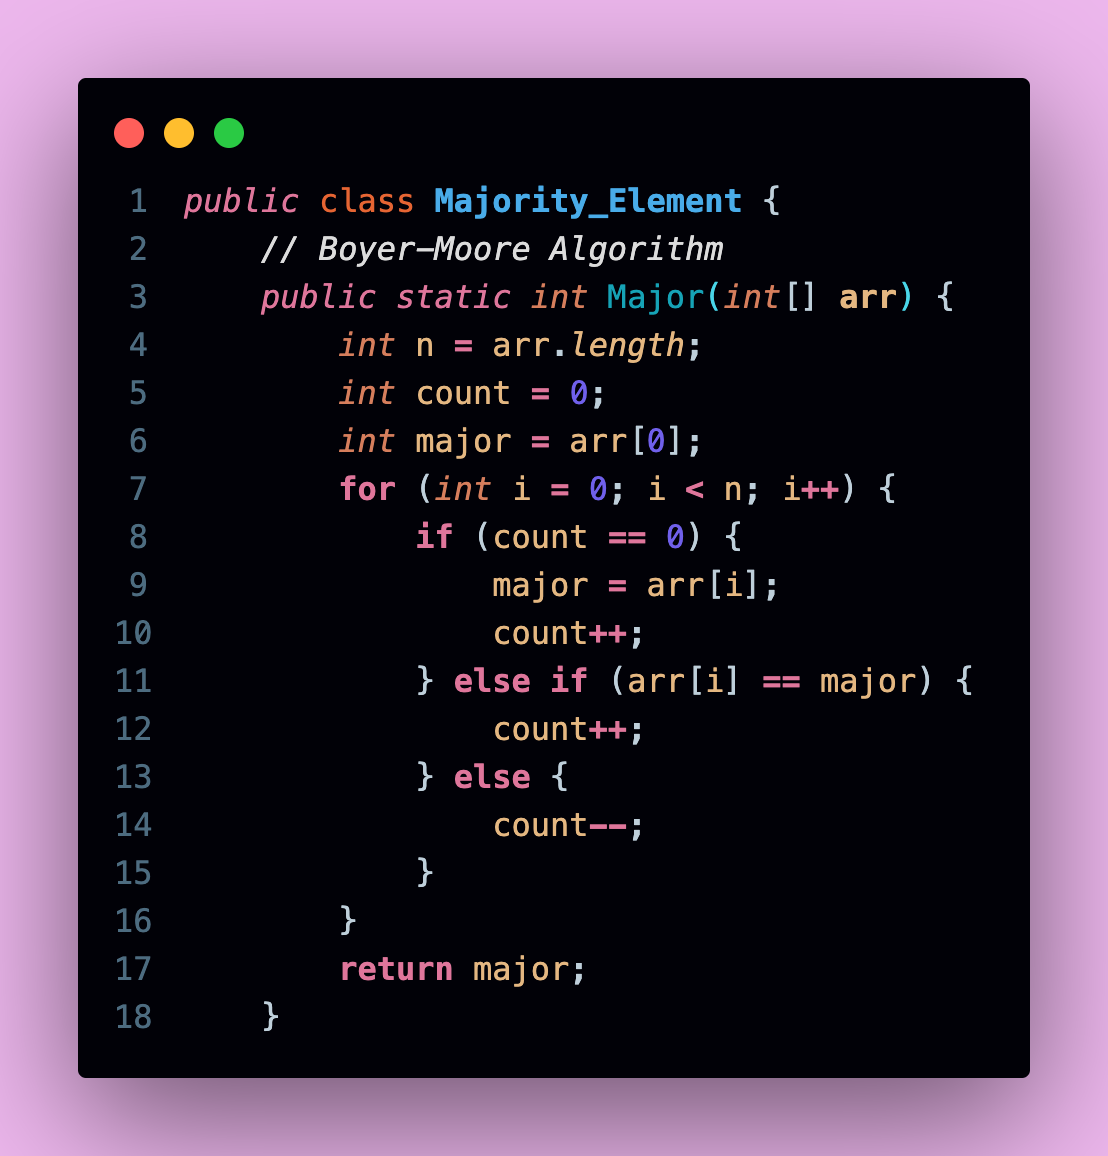 1 public class Majority_Element {
2     // Boyer-Moore Algorithm
3     public static int Major(int[] arr) {
4         int n = arr.length;
5         int count = 0;
6         int major = arr[0];
7         for (int i = 0; i < n; i++) {
8             if (count == 0) {
9                 major = arr[i];
10                 count++;
11             } else if (arr[i] == major) {
12                 count++;
13             } else {
14                 count--;
15             }
16         }
17         return major;
18     }